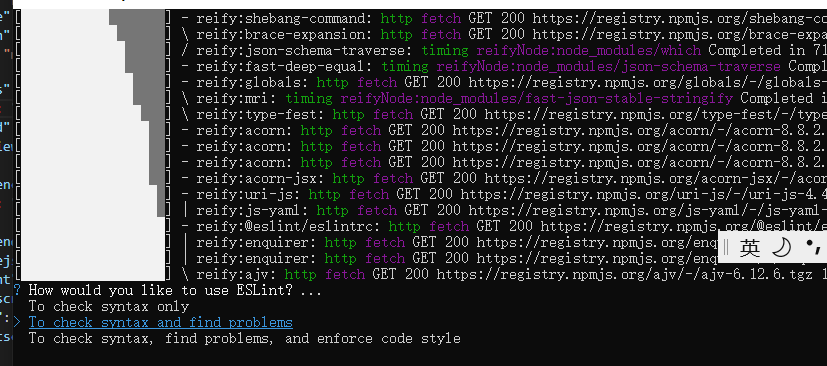 [ ] - reify:shebang-command: http fetch GET 200 https://registry.npmjs.org/shebang-co
[ ] \ reify:brace-expansion: http fetch GET 200 https://registry.npmjs.org/brace-expa
[ ] / reify:json-schema-traverse: timing reifyNode:node_modules/which Completed in 71
[ ] - reify:fast-deep-equal: timing reifyNode:node_modules/json-schema-traverse Compl
[ ] - reify:globals: http fetch GET 200 https://registry.npmjs.org/globals/-/globals-
[ ] \ reify:mri: timing reifyNode:node_modules/fast-json-stable-stringify Completed i
[ ] \ reify:type-fest: http fetch GET 200 https://registry.npmjs.org/type-fest/-/type
[ ] - reify:acorn: http fetch GET 200 https://registry.npmjs.org/acorn/-/acorn-8.8.2.
[ ] - reify:acorn: http fetch GET 200 https://registry.npmjs.org/acorn/-/acorn-8.8.2.
[ ] - reify:acorn: http fetch GET 200 https://registry.npmjs.org/acorn/-/acorn-8.8.2.
[ ] - reify:acorn-jsx: http fetch GET 200 https://registry.npmjs.org/acorn-jsx/-/acor
[ ] - reify:uri-js: http fetch GET 200 https://registry.npmjs.org/uri-js/-/uri-js-4.4
[ ] | reify:js-yaml: http fetch GET 200 https://registry.npmjs.org/js-yaml/-/js-yaml-
[ ] - reify:@eslint/eslintrc: http fetch GET 200 https://registry.npmjs.org/@eslint/e
[ ] | reify:enquirer: http fetch GET 200 https://registry.npmjs.org/enq
[ ] | reify:enquirer: http fetch GET 200 https://registry.npmjs.org/enq
英
[ ] \ reify:ajv: http fetch GET 200 https://registry.npmjs.org/ajv/-/ajv-6.12.6.tgz 1
? How would you like to use ESLint? ...
To check syntax only
> To check syntax and find problems
To check syntax, find problems, and enforce code style